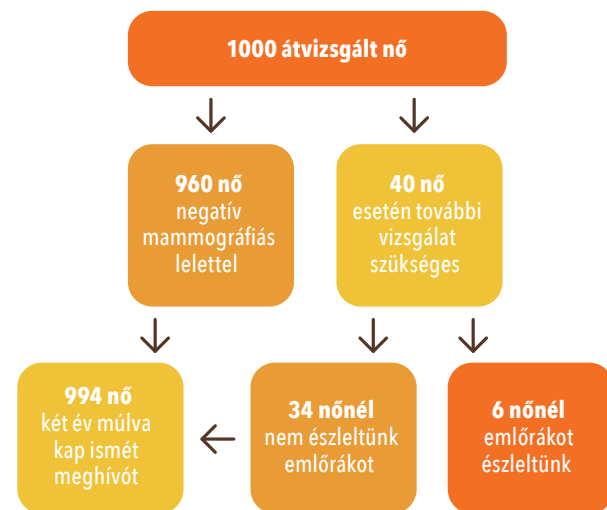 1000 átvizsgált nő
960 nő
negatív
mammográfiás
lelettel
40 nő
esetén további
vizsgálat
szükséges
994 nő
két év múlva
kap ismét
meghívót
34 nőnél
nem észleltünk
emlőrákot
6 nőnél
emlőrákot
észleltünk